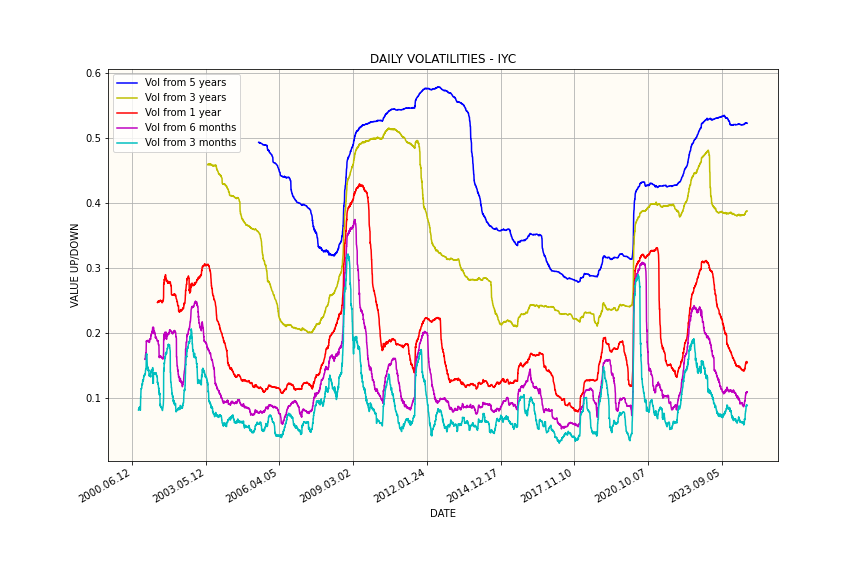 DAILY VOLATILITIES - IYC
Vol from 5 years
Vol from 3 years
Vol from 1 year
Vol from 6 months
Vol from 3 months
VALUE UP/DOWN
0.6
0.5
0.4
0.3
0.2
0.1
2000.06.12
2003.05.12
2006.04.05
2009.03.02
2012.01.24
2014.12.17
2017.11.10
2020.10.07
2023.09.05
DATE